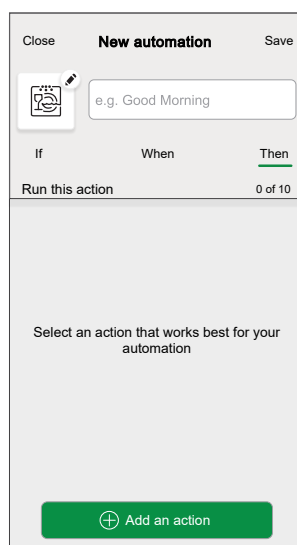 Close New automation Save
e.g. Good Morning
If When Then
Run this action 0 of 10
Select an action that works best for your
automation
Add an action